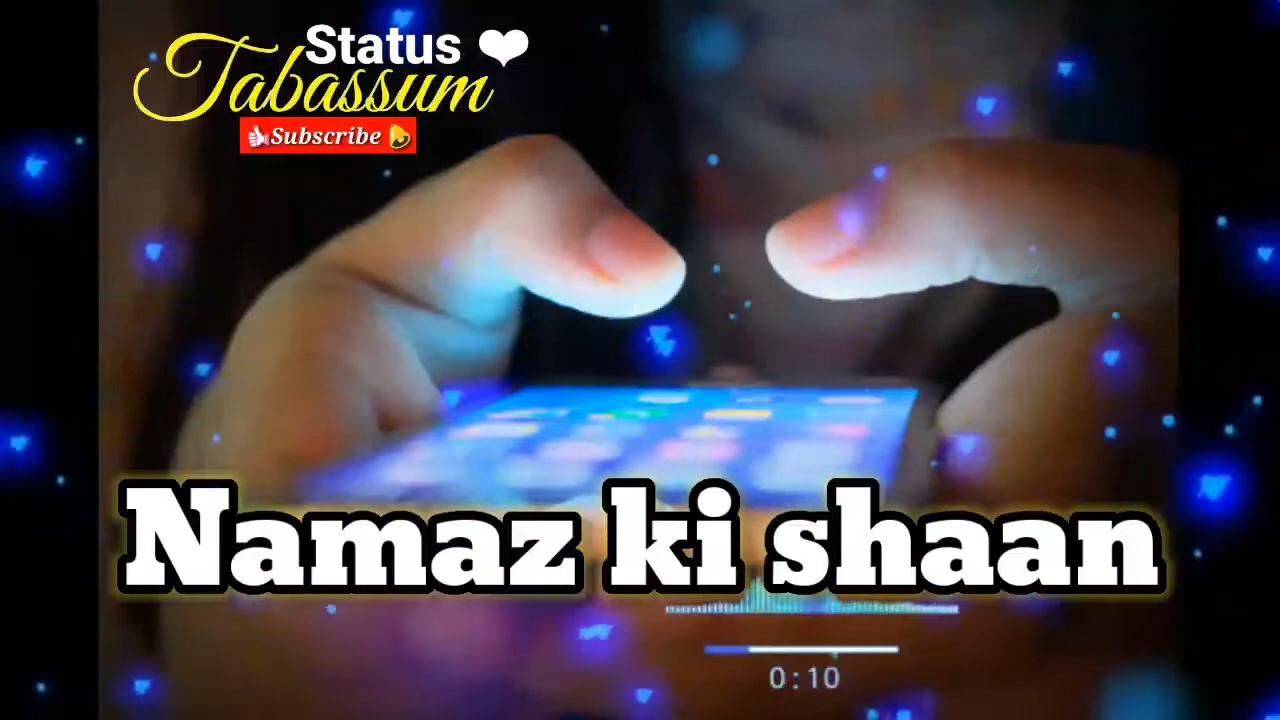 Status ❤
Tabassum
👍Subscribe🔔
Namaz ki shaan
0:10